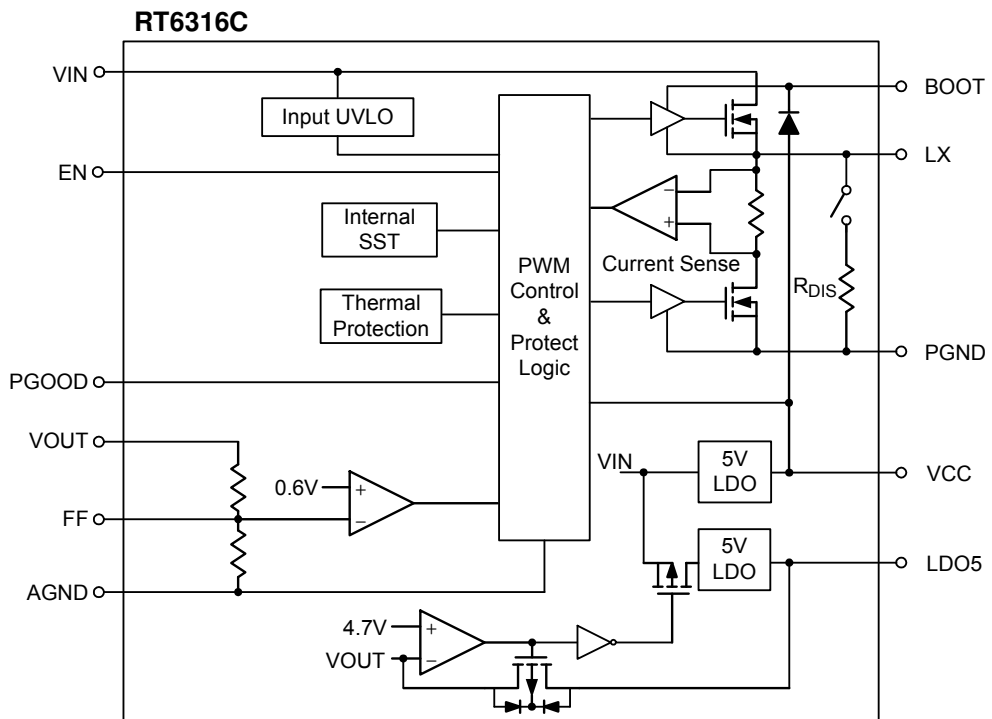 RT6316C
VIN
BOOT
Input UVLO
LX
EN
−
+
Internal
SST
Current Sense
PWM
Control
&
Protect
Logic
RDIS
Thermal
Protection
PGND
PGOOD
VOUT
VIN
5V
LDO
VCC
0.6V
+
−
FF
5V
LDO
LDO5
AGND
4.7V
+
VOUT
−